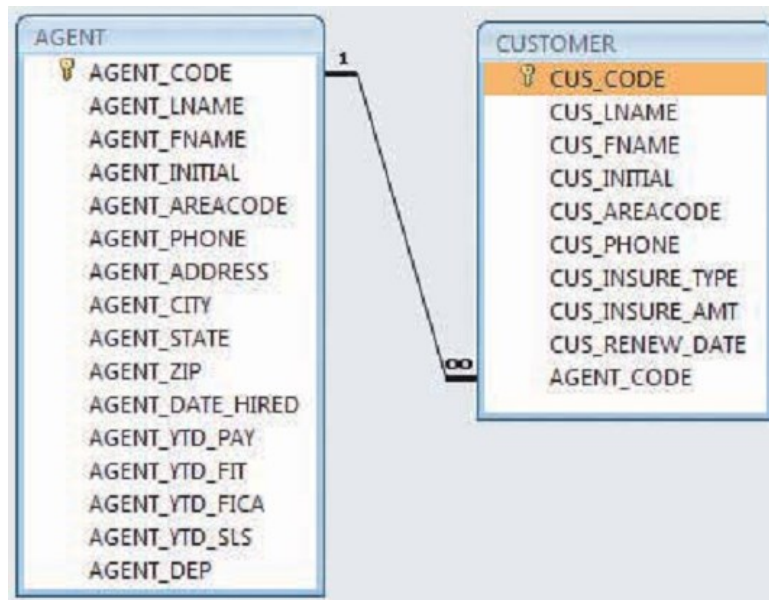 AGENT
AGENT_CODE
AGENT_LNAME
AGENT_FNAME
AGENT_INITIAL
AGENT_AREACODE
AGENT_PHONE
AGENT_ADDRESS
AGENT_CITY
AGENT_STATE
AGENT_ZIP
AGENT_DATE_HIRED
AGENT_YTD_PAY
AGENT_YTD_FIT
AGENT_YTD_FICA
AGENT_YTD_SLS
AGENT_DEP
1
∞
CUSTOMER
CUS_CODE
CUS_LNAME
CUS_FNAME
CUS_INITIAL
CUS_AREACODE
CUS_PHONE
CUS_INSURE_TYPE
CUS_INSURE_AMT
CUS_RENEW_DATE
AGENT_CODE